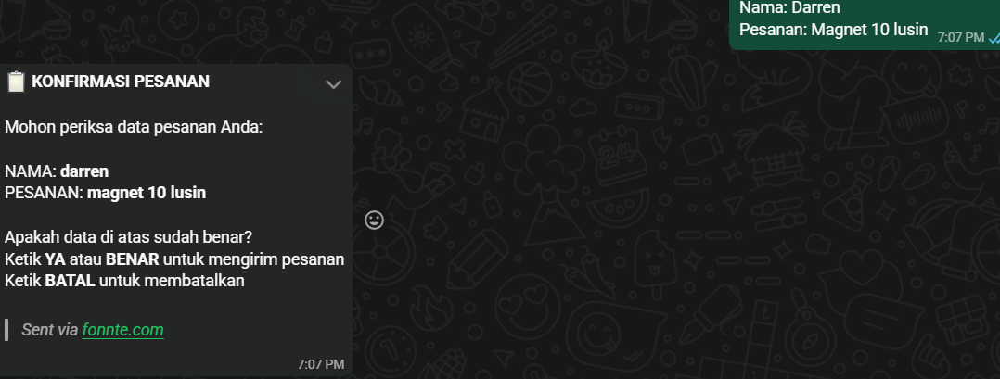 Nama: Darren
Pesanan: Magnet 10 lusin
7:07 PM
KONFIRMASI PESANAN
Mohon periksa data pesanan Anda:
NAMA: darren
PESANAN: magnet 10 lusin
Apakah data di atas sudah benar?
Ketik YA atau BENAR untuk mengirim pesanan
Ketik BATAL untuk membatalkan
Sent via fonnte.com
7:07 PM